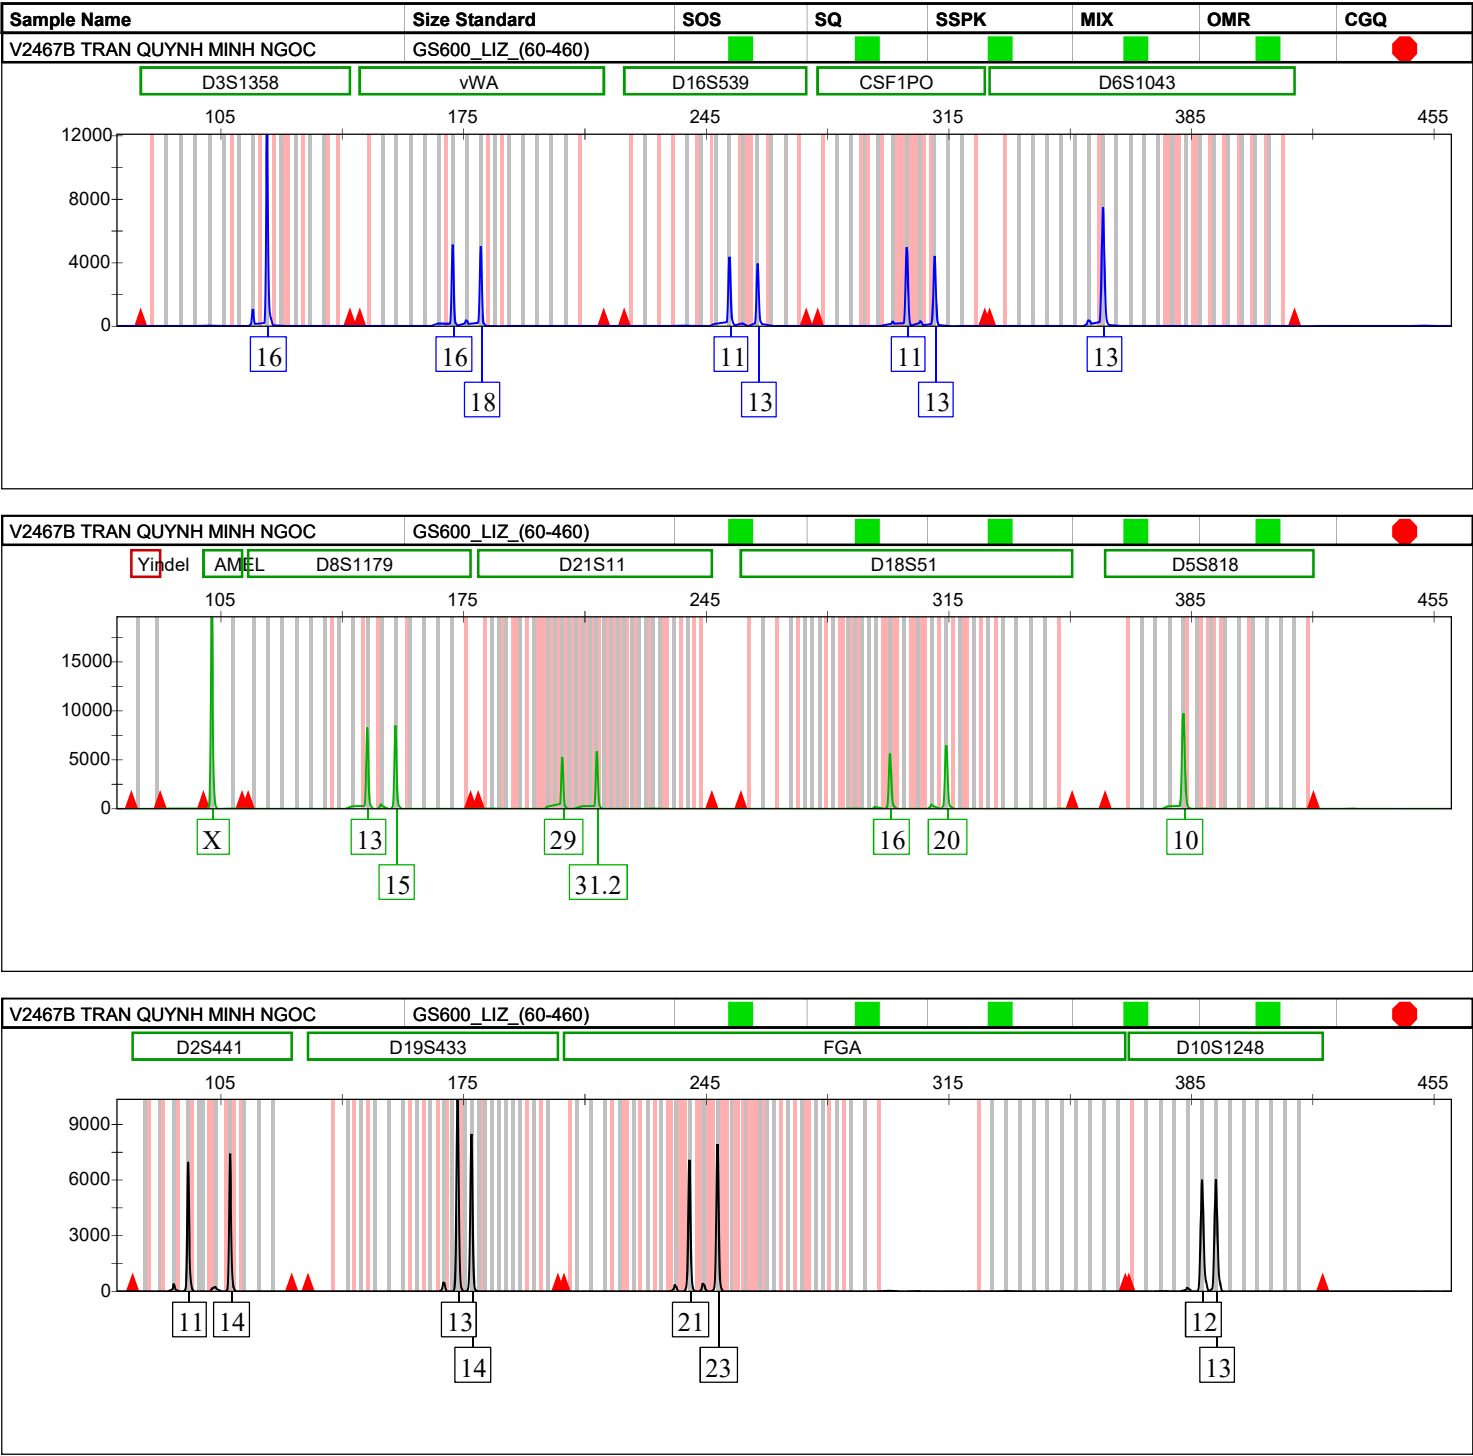 Sample Name Size Standard SOS SQ SSPK MIX OMR CGQ
V2467B TRAN QUYNH MINH NGOC GS600_LIZ_(60-460)
D3S1358 vWA D16S539 CSF1PO D6S1043
105 175 245 315 385 455
12000
8000
4000
0
16 16 11 11 13
18 13 13
V2467B TRAN QUYNH MINH NGOC GS600_LIZ_(60-460)
Yindel AMEL D8S1179 D21S11 D18S51 D5S818
105 175 245 315 385 455
15000
10000
5000
0
X 13 29 16 20 10
15 31.2
V2467B TRAN QUYNH MINH NGOC GS600_LIZ_(60-460)
D2S441 D19S433 FGA D10S1248
105 175 245 315 385 455
9000
6000
3000
0
11 14 13 21 12
14 23 13